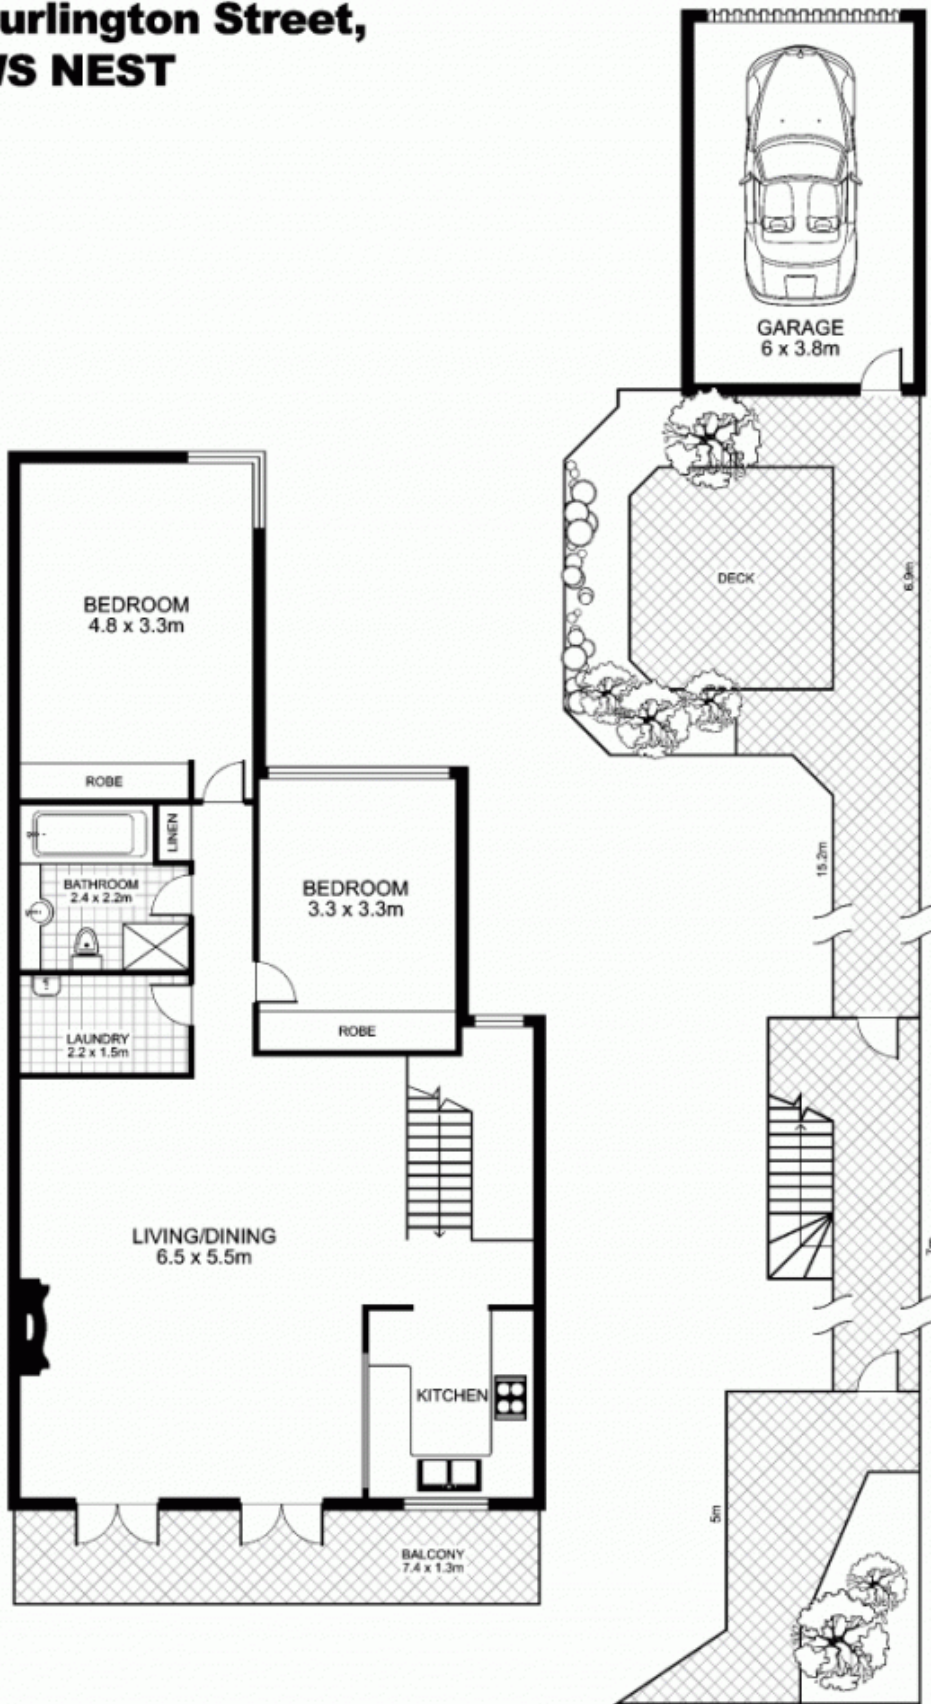 urlington Street,
NEST
GARAGE
6 x 3.8m
DECK
6.9m
BEDROOM
4.8 x 3.3m
ROBE
LINEN
BATHROOM
2.4 x 2.2m
BEDROOM
3.3 x 3.3m
15.2m
ROBE
LAUNDRY
2.2 x 1.5m
LIVING/DINING
6.5 x 5.5m
KITCHEN
5m
BALCONY
7.4 x 1.3m